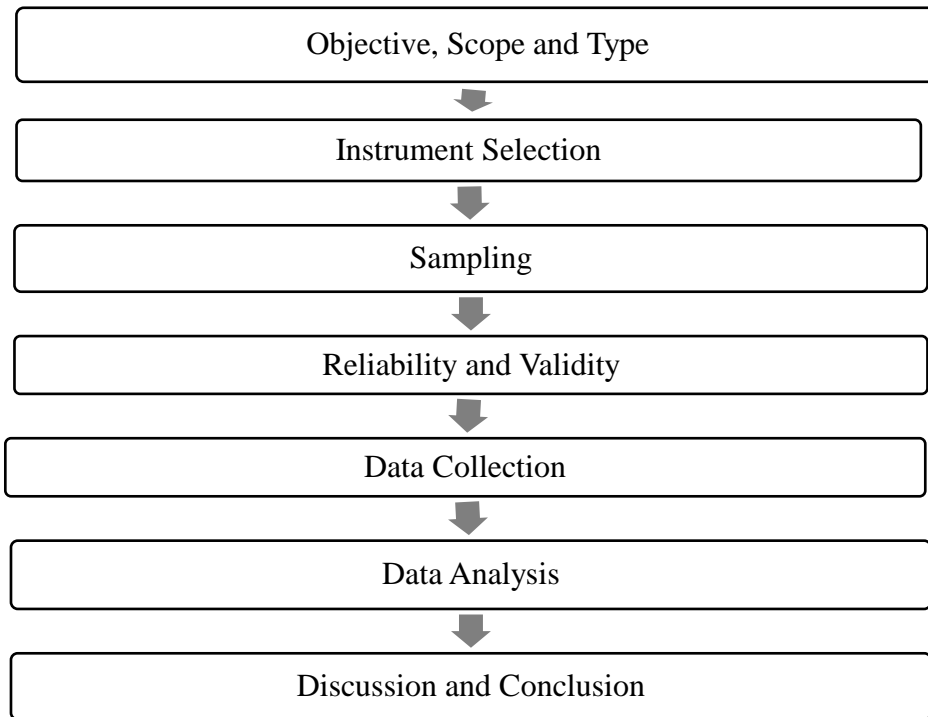 Objective, Scope and Type
Instrument Selection
Sampling
Reliability and Validity
Data Collection
Data Analysis
Discussion and Conclusion